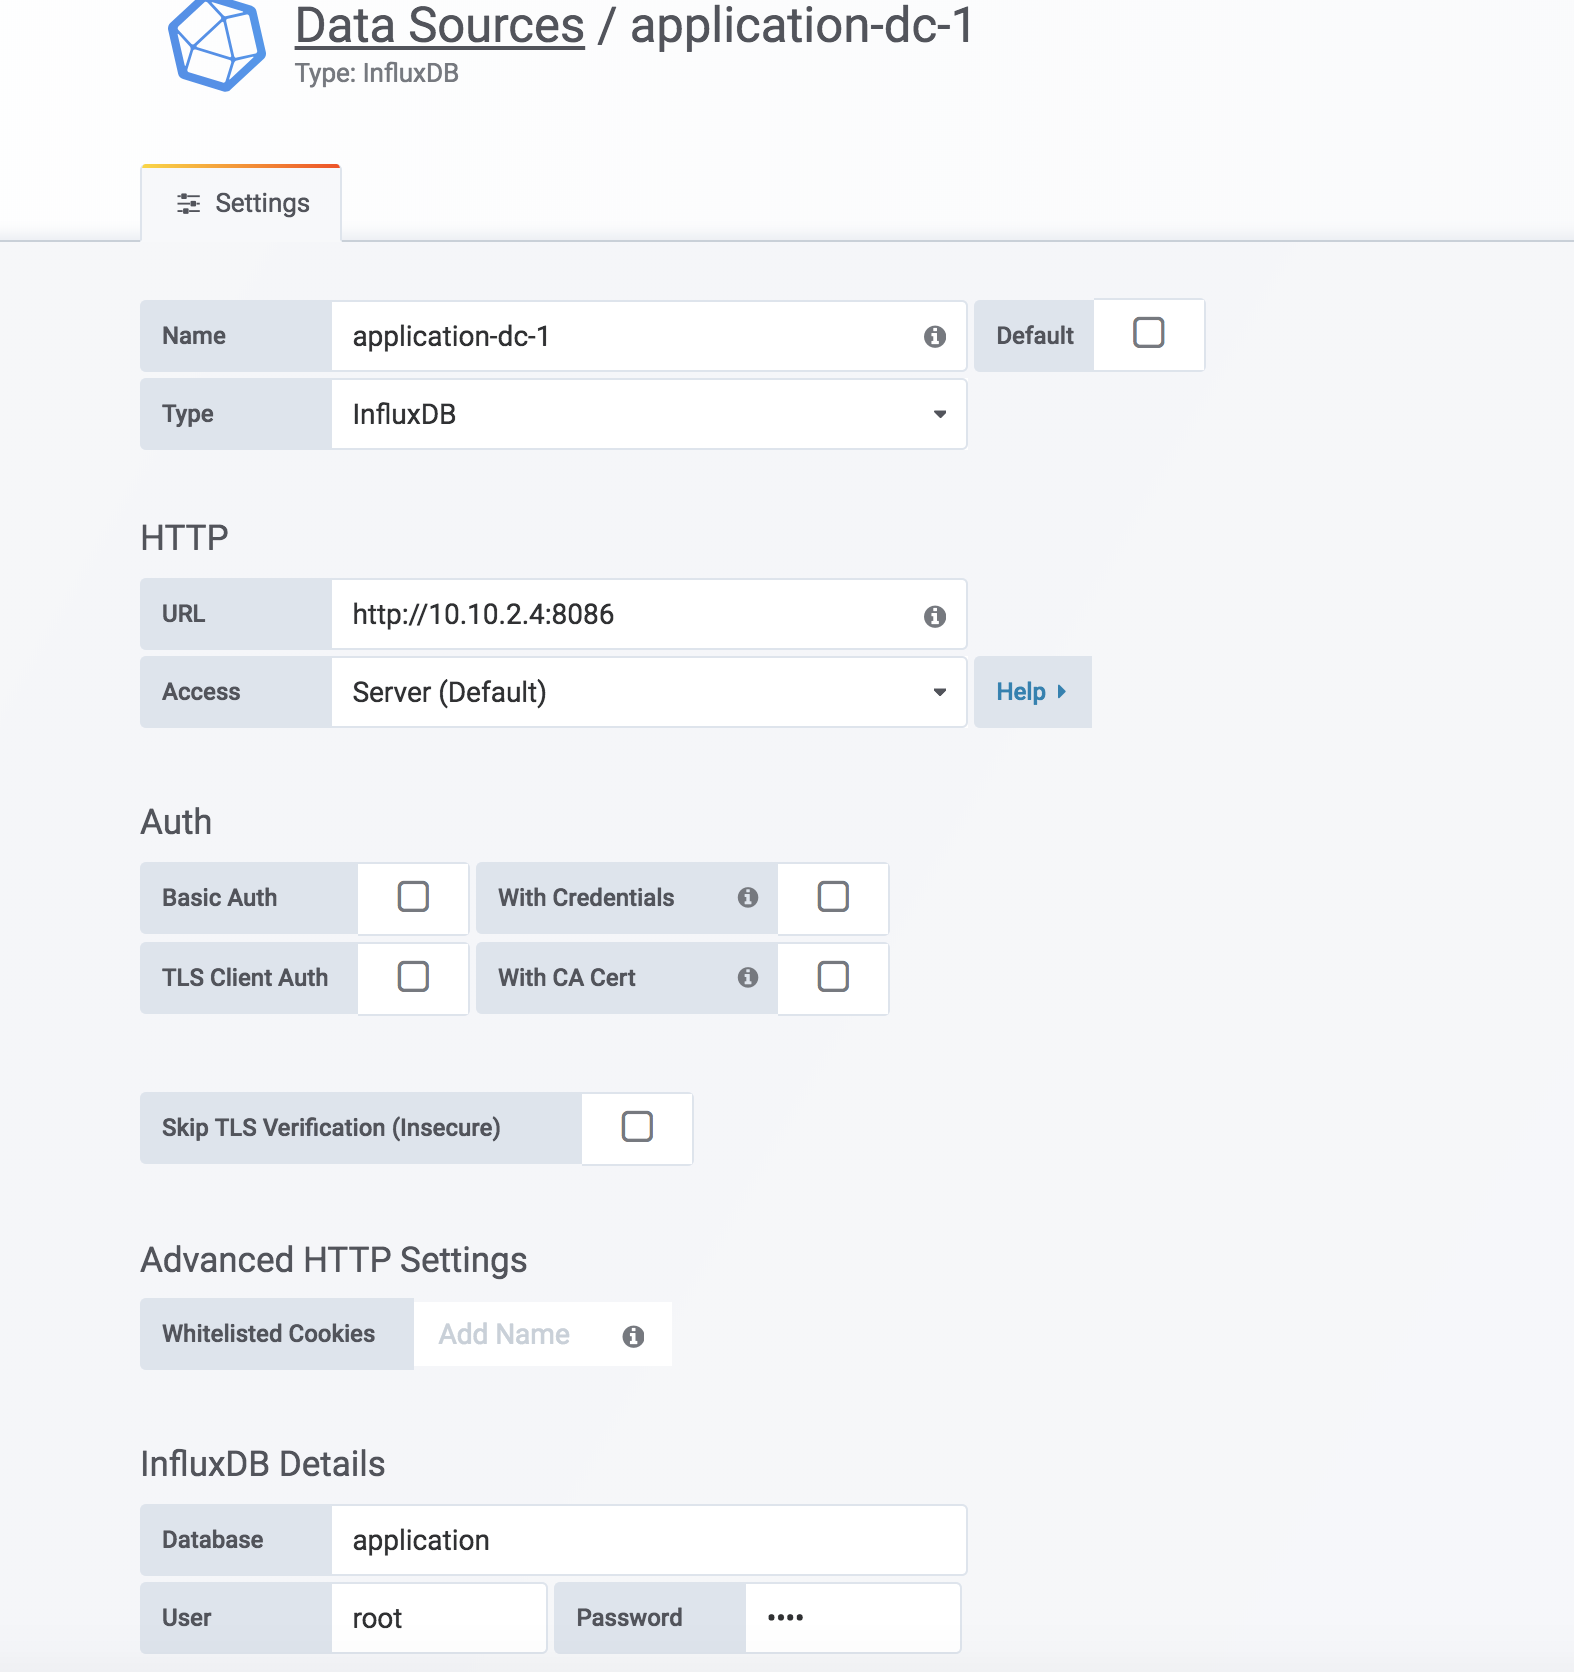 Data Sources / application-dc-1
Type: InfluxDB
Settings
Name application-dc-1 Default
Type InfluxDB
HTTP
URL http://10.10.2.4:8086
Access Server (Default) Help
Auth
Basic Auth With Credentials
TLS Client Auth With CA Cert
Skip TLS Verification (Insecure)
Advanced HTTP Settings
Whitelisted Cookies Add Name
InfluxDB Details
Database application
User root Password ••••